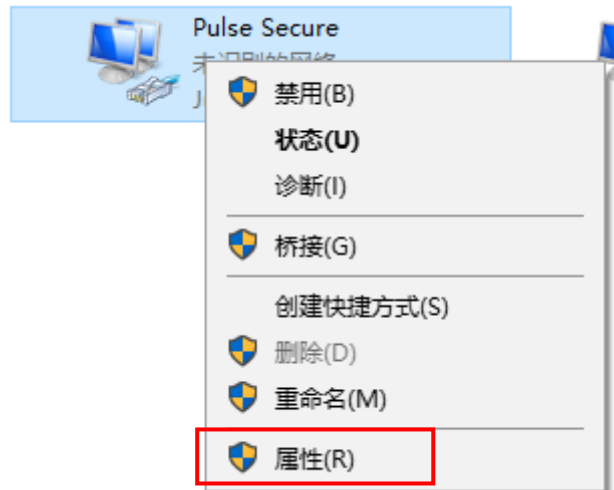 Pulse Secure
禁用(B)
状态(U)
诊断(I)
桥接(G)
创建快捷方式(S)
删除(D)
重命名(M)
属性(R)